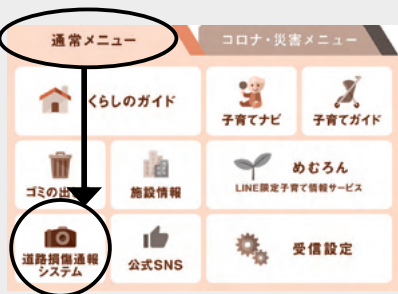 通常メニュー
コロナ・災害メニュー
くらしのガイド
子育てナビ
子育てガイド
ゴミの出
施設情報
めむろん
LINE限定子育て情報サービス
道路損傷通報
システム
公式SNS
受信設定